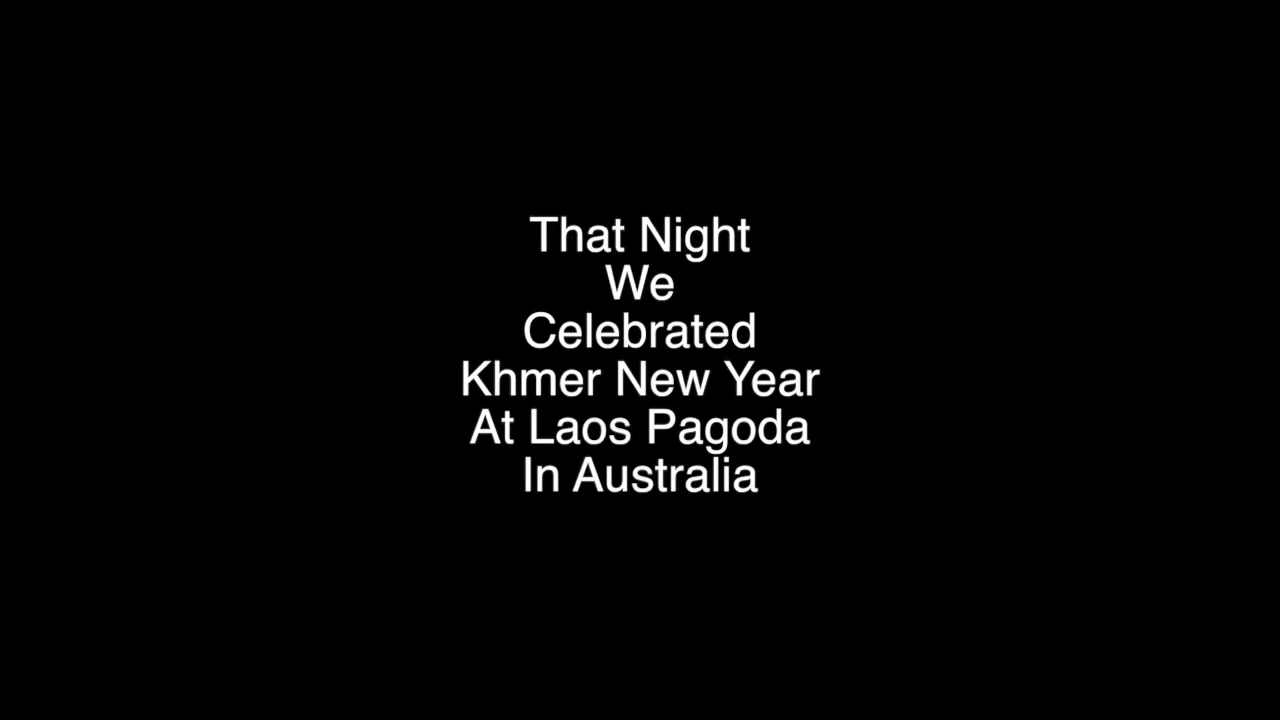 That Night
We
Celebrated
Khmer New Year
At Laos Pagoda
In Australia